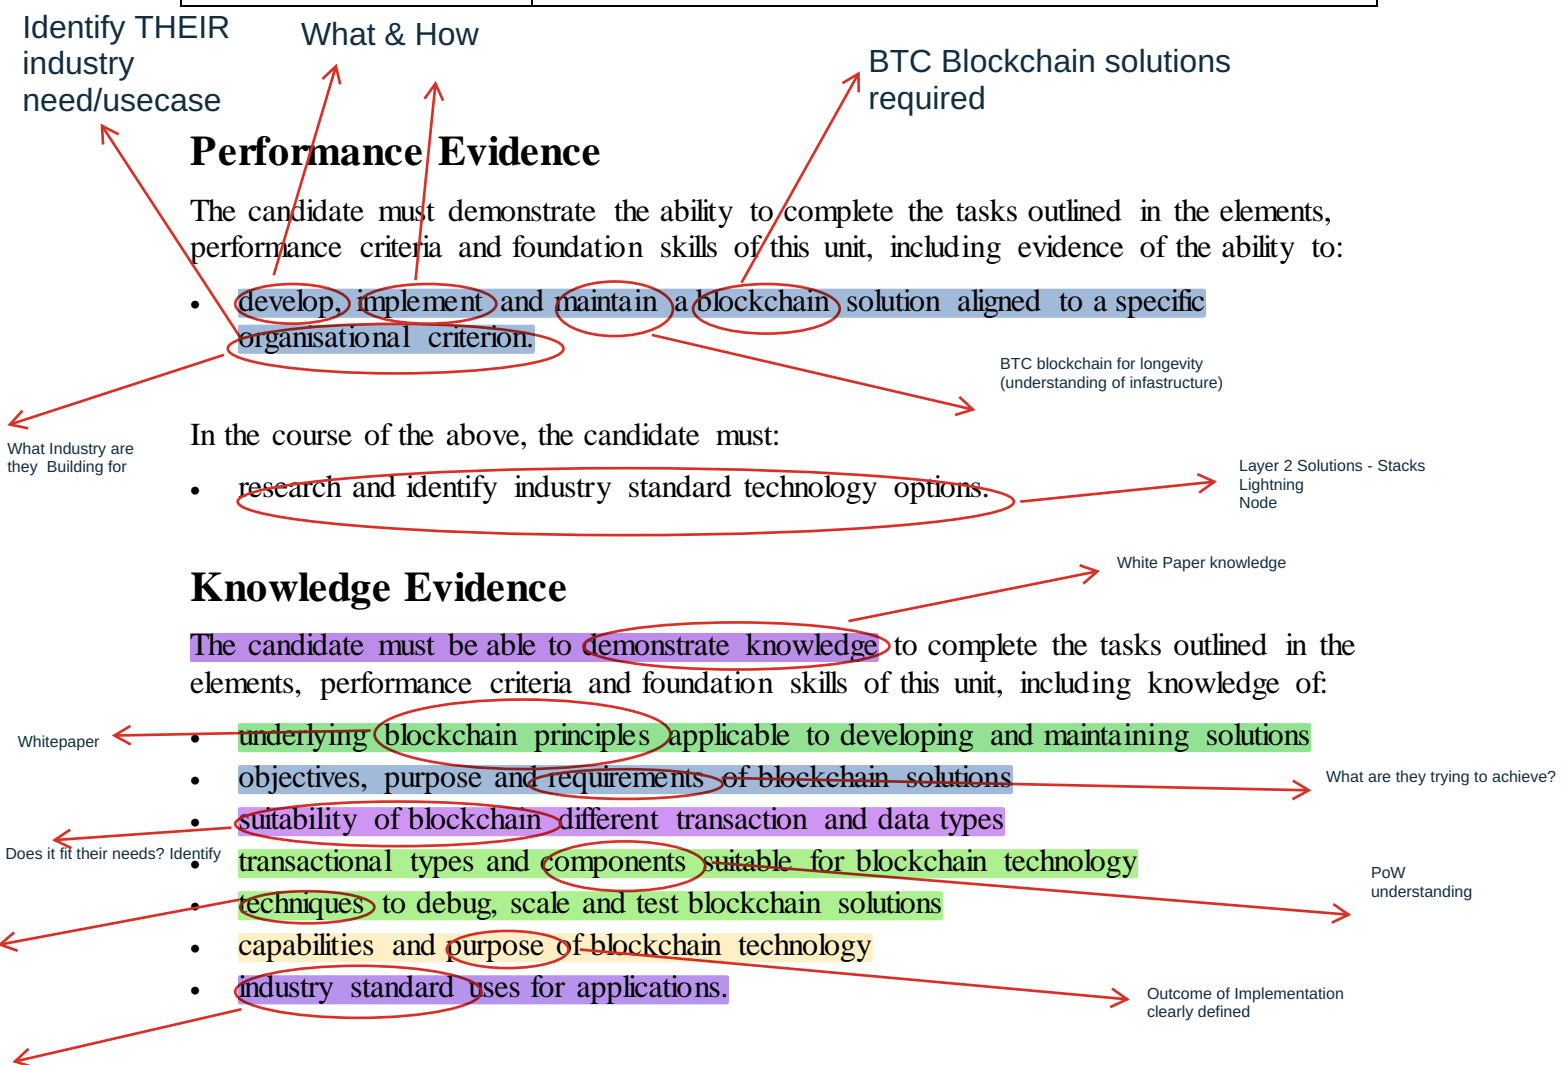 Identify THEIR
industry
need/usecase
What & How
BTC Blockchain solutions
required
Performance Evidence
The candidate must demonstrate the ability to complete the tasks outlined in the elements,
performance criteria and foundation skills of this unit, including evidence of the ability to:
• develop, implement and maintain a blockchain solution aligned to a specific
organisational criterion.
BTC blockchain for longevity
(understanding of infastructure)
What Industry are
they Building for
In the course of the above, the candidate must:
• research and identify industry standard technology options.
Layer 2 Solutions - Stacks
Lightning
Node
White Paper knowledge
Knowledge Evidence
The candidate must be able to demonstrate knowledge to complete the tasks outlined in the
elements, performance criteria and foundation skills of this unit, including knowledge of:
Whitepaper
• underlying blockchain principles applicable to developing and maintaining solutions
• objectives, purpose and requirements of blockchain solutions
What are they trying to achieve?
• suitability of blockchain different transaction and data types
Does it fit their needs? Identify
• transactional types and components suitable for blockchain technology
PoW
understanding
• techniques to debug, scale and test blockchain solutions
• capabilities and purpose of blockchain technology
• industry standard uses for applications.
Outcome of Implementation
clearly defined